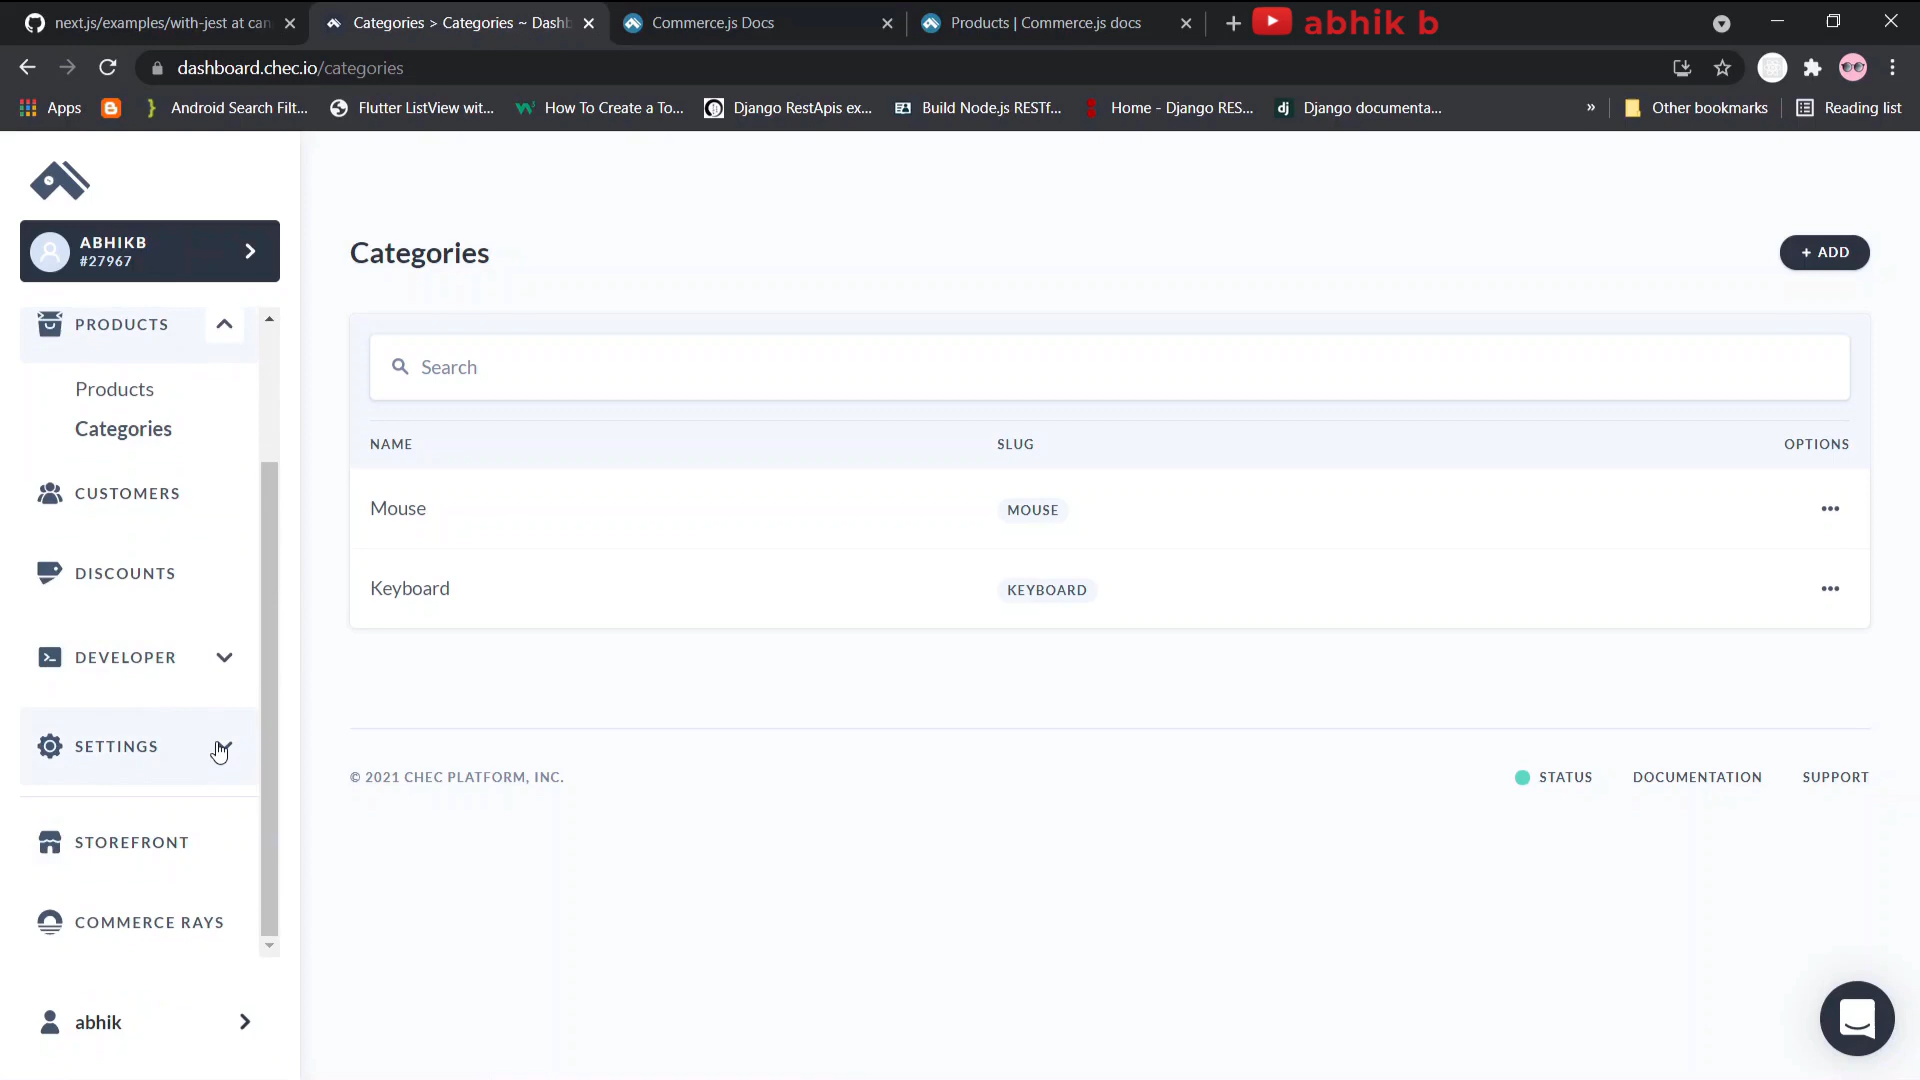 next.js/examples/with-jest at can
Categories > Categories ~ Dashb
Commerce.js Docs
Products | Commerce.js docs
abhik b
dashboard.chec.io/categories
Apps
Android Search Filt...
Flutter ListView wit...
How To Create a To...
Django RestApis ex...
Build Node.js RESTf...
Home - Django RES...
dj
Django documenta...
»
Other bookmarks
Reading list
ABHIKB
#27967
PRODUCTS
Products
Categories
CUSTOMERS
DISCOUNTS
DEVELOPER
SETTINGS
STOREFRONT
COMMERCE RAYS
abhik
Categories
+ ADD
Search
NAME SLUG OPTIONS
Mouse MOUSE
Keyboard KEYBOARD
© 2021 CHEC PLATFORM, INC.
STATUS DOCUMENTATION SUPPORT